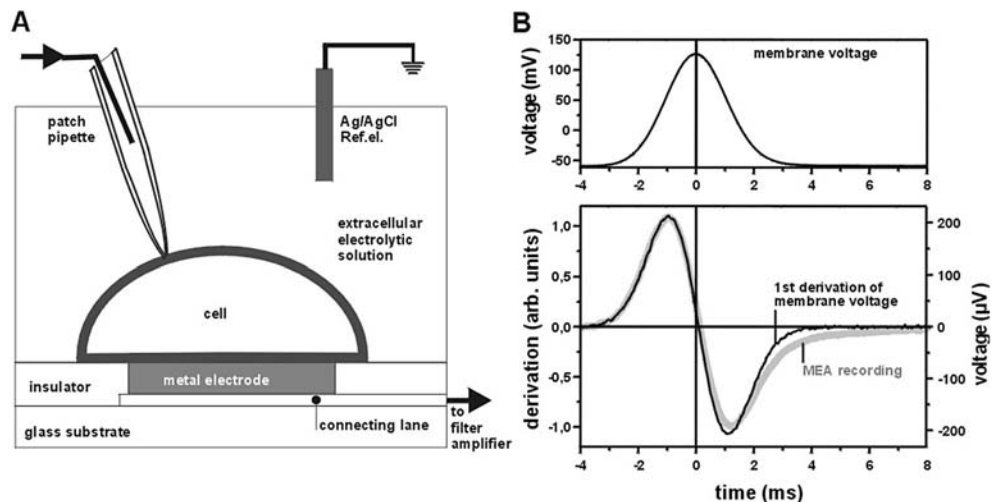 A
patch
pipette
Ag/AgCl
Ref.el.
extracellular
electrolytic
solution
cell
insulator
metal electrode
glass substrate
connecting lane
to
filter
amplifier
B
voltage (mV)
150
100
50
0
-50
membrane voltage
-4 -2 0 2 4 6 8
derivation (arb. units)
1,0
0,5
0,0
-0,5
-1,0
1st derivation of
membrane voltage
MEA recording
200
100
0
-100
-200
voltage (µV)
-4 -2 0 2 4 6 8
time (ms)